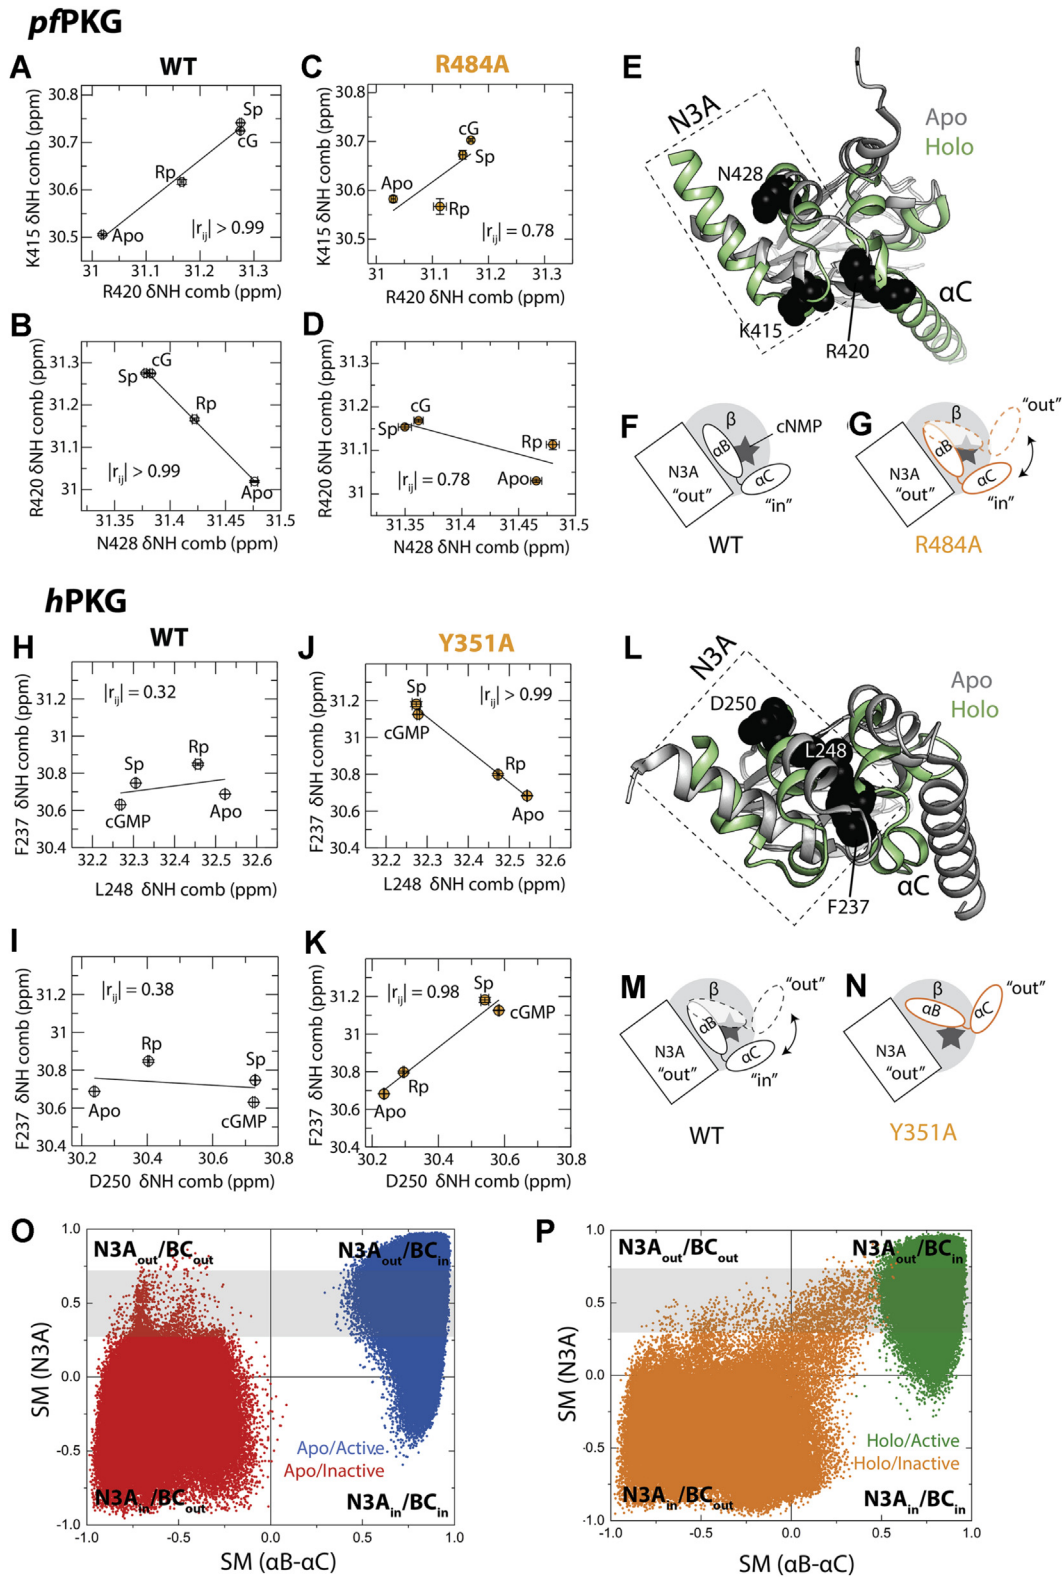 pfPKG
A
WT
30.8
30.7
30.6
30.5
K415 δNH comb (ppm)
Sp
cG
Rp
Apo
|rij| > 0.99
31
31.1
31.2
31.3
R420 δNH comb (ppm)
C
R484A
30.8
30.7
30.6
30.5
K415 δNH comb (ppm)
cG
Sp
Apo
Rp
|rij| = 0.78
31
31.1
31.2
31.3
R420 δNH comb (ppm)
E
N3A
Apo
Holo
N428
K415
R420
αC
B
31.3
31.2
31.1
31
R420 δNH comb (ppm)
Sp
cG
Rp
Apo
|rij| > 0.99
31.35
31.4
31.45
31.5
N428 δNH comb (ppm)
D
31.3
31.2
31.1
31
R420 δNH comb (ppm)
cG
Sp
Rp
Apo
|rij| = 0.78
31.35
31.4
31.45
31.5
N428 δNH comb (ppm)
F
β
cNMP
αB
αC
N3A
"out"
"in"
WT
G
β
"out"
αB
αC
N3A
"out"
"in"
R484A
hPKG
H
WT
31.2
31
30.8
30.6
30.4
F237 δNH comb (ppm)
|rij| = 0.32
Rp
Sp
cGMP
Apo
32.2
32.3
32.4
32.5
32.6
L248 δNH comb (ppm)
J
Y351A
31.2
31
30.8
30.6
30.4
F237 δNH comb (ppm)
Sp
|rij| > 0.99
cGMP
Rp
Apo
32.2
32.3
32.4
32.5
32.6
L248 δNH comb (ppm)
L
N3A
Apo
Holo
D250
L248
αC
F237
I
31.2
31
30.8
30.6
30.4
F237 δNH comb (ppm)
|rij| = 0.38
Rp
Sp
Apo
cGMP
30.2
30.4
30.6
30.8
D250 δNH comb (ppm)
K
31.2
31
30.8
30.6
30.4
F237 δNH comb (ppm)
|rij| = 0.98
Sp
cGMP
Rp
Apo
30.2
30.4
30.6
30.8
D250 δNH comb (ppm)
M
β
"out"
αB
αC
N3A
"out"
"in"
WT
N
β
"out"
αB
αC
N3A
"out"
Y351A
O
1.0
0.5
0.0
-0.5
-1.0
SM (N3A)
N3Aout/BCout
N3Aout/BCin
Apo/Active
Apo/Inactive
N3Ain/BCout
N3Ain/BCin
-1.0
-0.5
0.0
0.5
1.0
SM (αB-αC)
P
1.0
0.5
0.0
-0.5
-1.0
SM (N3A)
N3Aout/BCout
N3Aout/BCin
Holo/Active
Holo/Inactive
N3Ain/BCout
N3Ain/BCin
-1.0
-0.5
0.0
0.5
1.0
SM (αB-αC)